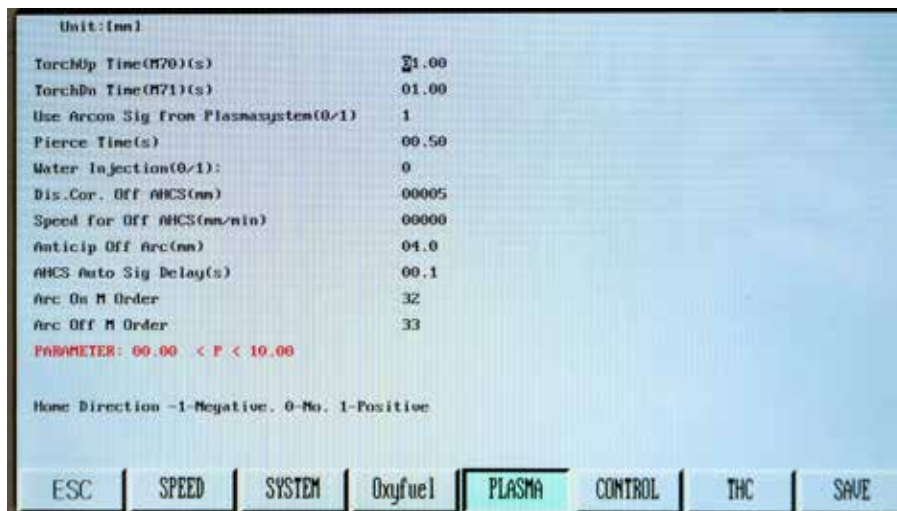 Unit:[mm]
TorchUp Time(M70)(s) 01.00
TorchDn Time(M71)(s) 01.00
Use Arcon Sig from Plasmasystem(0/1) 1
Pierce Time(s) 00.50
Water Injection(0/1): 0
Dis.Cor. Off AHCS(mm) 00005
Speed for Off AHCS(mm/min) 00000
Anticip Off Arc(mm) 04.0
AHCS Auto Sig Delay(s) 00.1
Arc On M Order 32
Arc Off M Order 33
PARAMETER: 00.00 < P < 10.00
Home Direction -1-Negative. 0-No. 1-Positive
ESC SPEED SYSTEM Oxyfuel PLASMA CONTROL THC SAVE